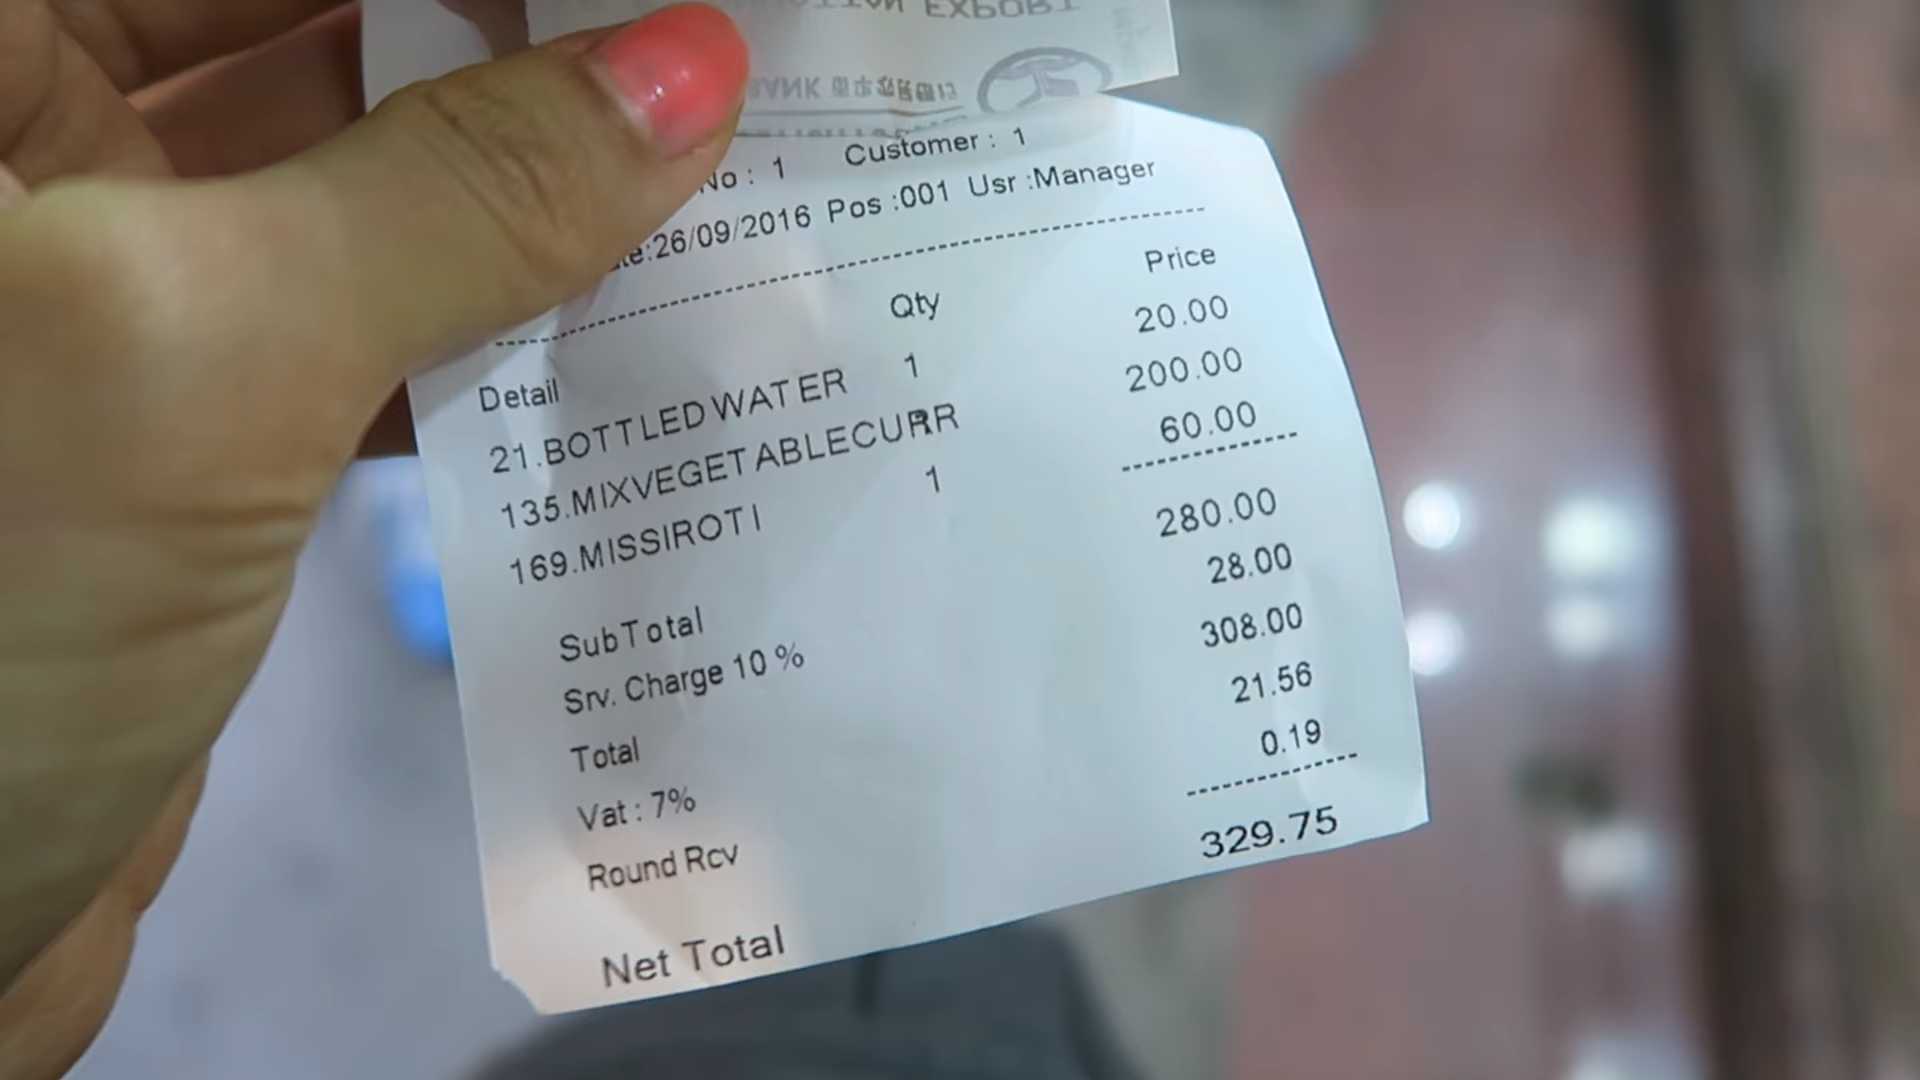 No : 1 Customer : 1
26/09/2016 Pos :001 Usr :Manager
Detail Qty Price
21.BOTTLED WATER 1 20.00
135.MIXVEGETABLECURR 200.00
169.MISSIROTI 1 60.00
SubTotal 280.00
Srv. Charge 10 % 28.00
Total 308.00
Vat : 7% 21.56
Round Rcv 0.19
Net Total 329.75